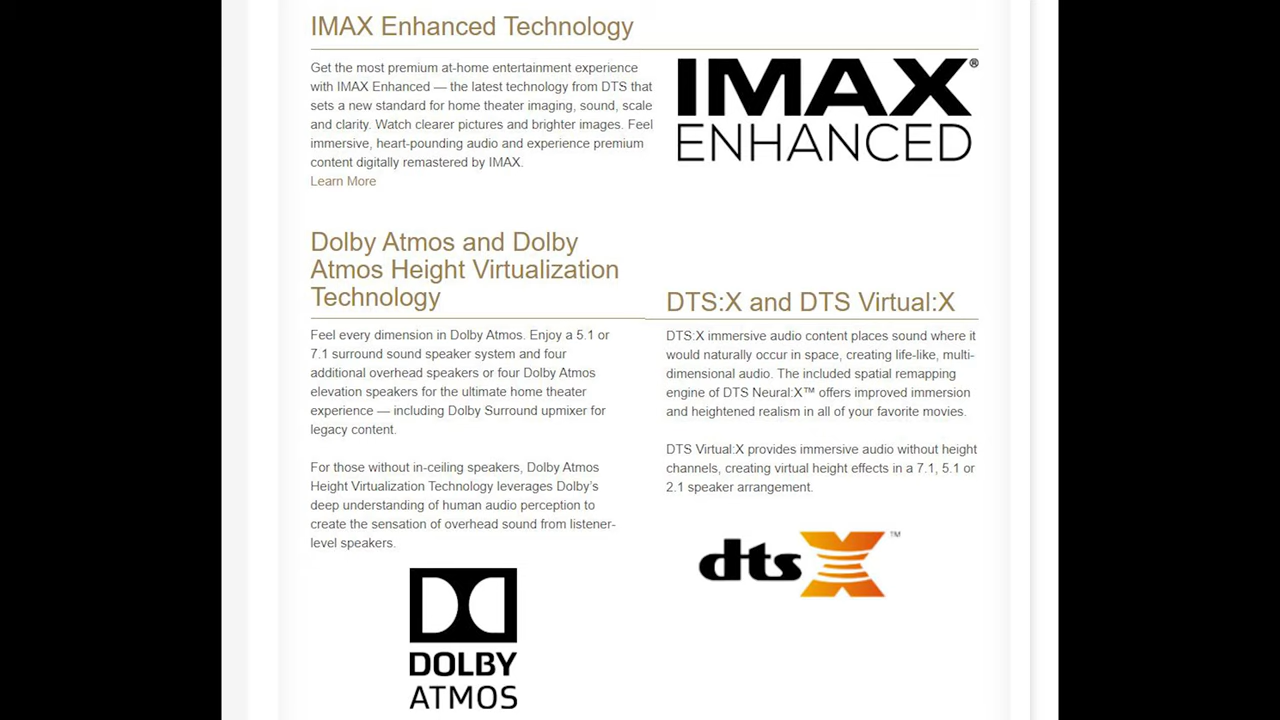 IMAX Enhanced Technology
Get the most premium at-home entertainment experience
with IMAX Enhanced — the latest technology from DTS that
sets a new standard for home theater imaging, sound, scale
and clarity. Watch clearer pictures and brighter images. Feel
immersive, heart-pounding audio and experience premium
content digitally remastered by IMAX.
Learn More
IMAX®
ENHANCED
Dolby Atmos and Dolby
Atmos Height Virtualization
Technology
Feel every dimension in Dolby Atmos. Enjoy a 5.1 or
7.1 surround sound speaker system and four
additional overhead speakers or four Dolby Atmos
elevation speakers for the ultimate home theater
experience — including Dolby Surround upmixer for
legacy content.
For those without in-ceiling speakers, Dolby Atmos
Height Virtualization Technology leverages Dolby's
deep understanding of human audio perception to
create the sensation of overhead sound from listener-
level speakers.
DOLBY
ATMOS
DTS:X and DTS Virtual:X
DTS:X immersive audio content places sound where it
would naturally occur in space, creating life-like, multi-
dimensional audio. The included spatial remapping
engine of DTS Neural:X™ offers improved immersion
and heightened realism in all of your favorite movies.
DTS Virtual:X provides immersive audio without height
channels, creating virtual height effects in a 7.1, 5.1 or
2.1 speaker arrangement.
dts X™